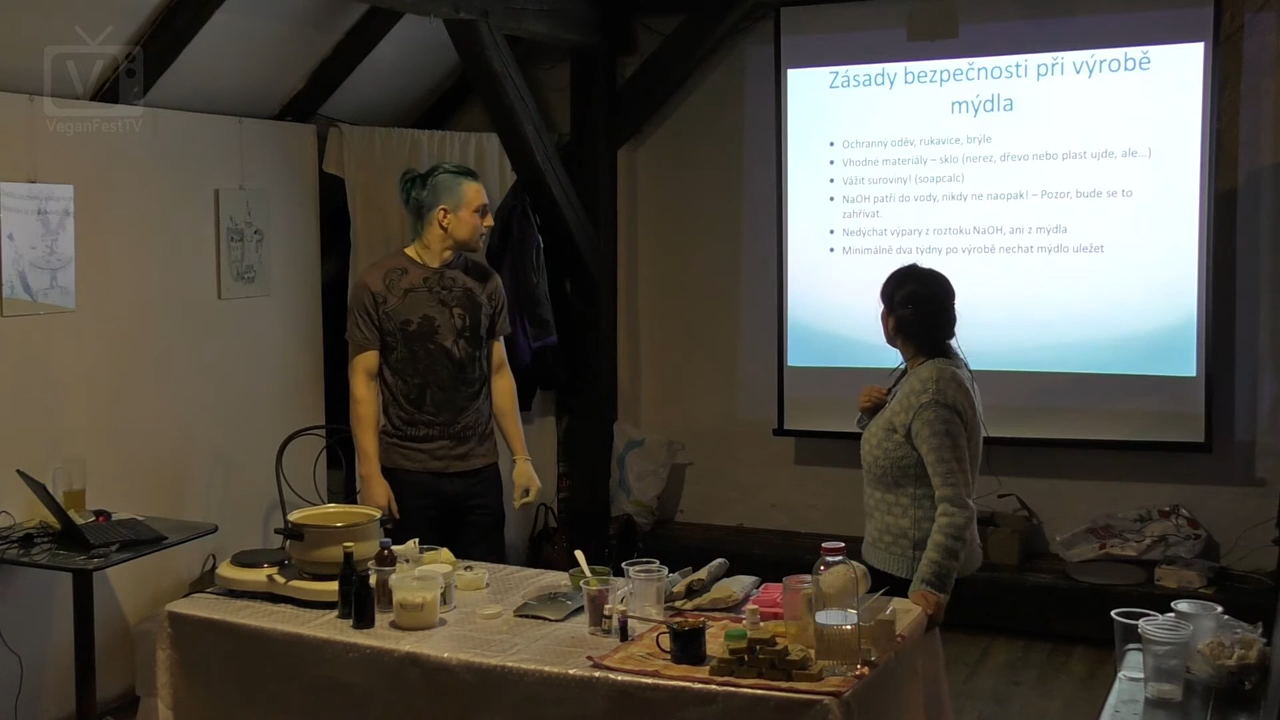 V
VeganFestTV
Zásady bezpečnosti při výrobě
mýdla
Ochranný oděv, rukavice, brýle
Vhodné materiály – sklo (nerez, dřevo nebo plast ujde, ale...)
Vážit suroviny! (soapcalc)
NaOH patří do vody, nikdy ne naopak! – Pozor, bude se to
zahřívat.
Nedýchat výpary z roztoku NaOH, ani z mýdla
Minimálně dva týdny po výrobě nechat mýdlo uležet